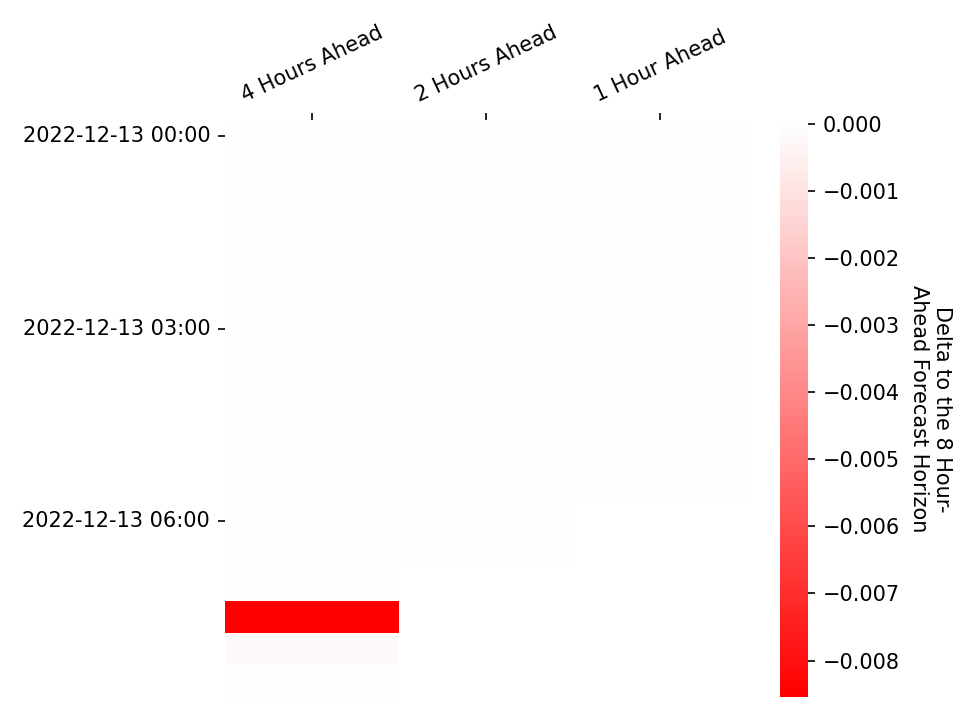 4 Hours Ahead
2 Hours Ahead
1 Hour Ahead
2022-12-13 00:00
2022-12-13 03:00
2022-12-13 06:00
0.000
−0.001
−0.002
−0.003
−0.004
−0.005
−0.006
−0.007
−0.008
Delta to the 8 Hour-
Ahead Forecast Horizon